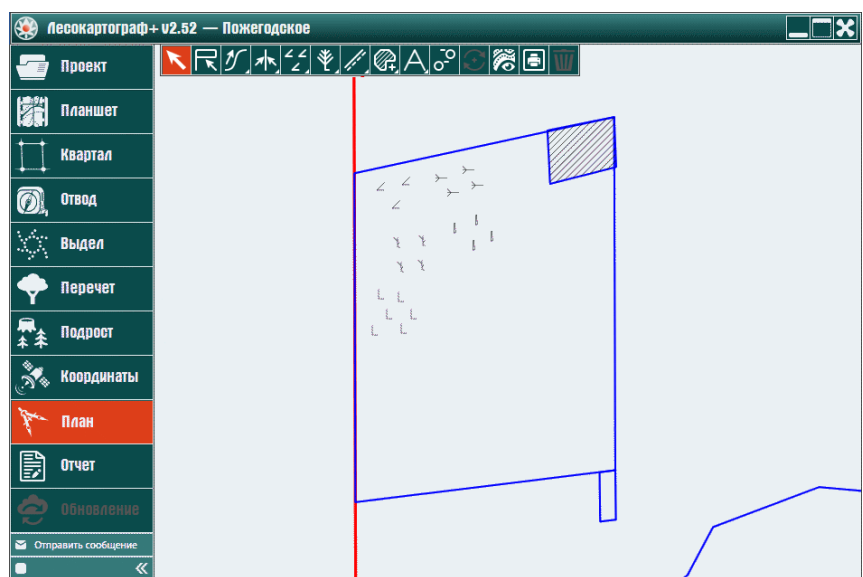 Лесокартограф+ v2.52 — Пожегодское
Проект
Планшет
Квартал
Отвод
Выдел
Перечет
Подрост
Координаты
План
Отчет
Обновление
Отправить сообщение